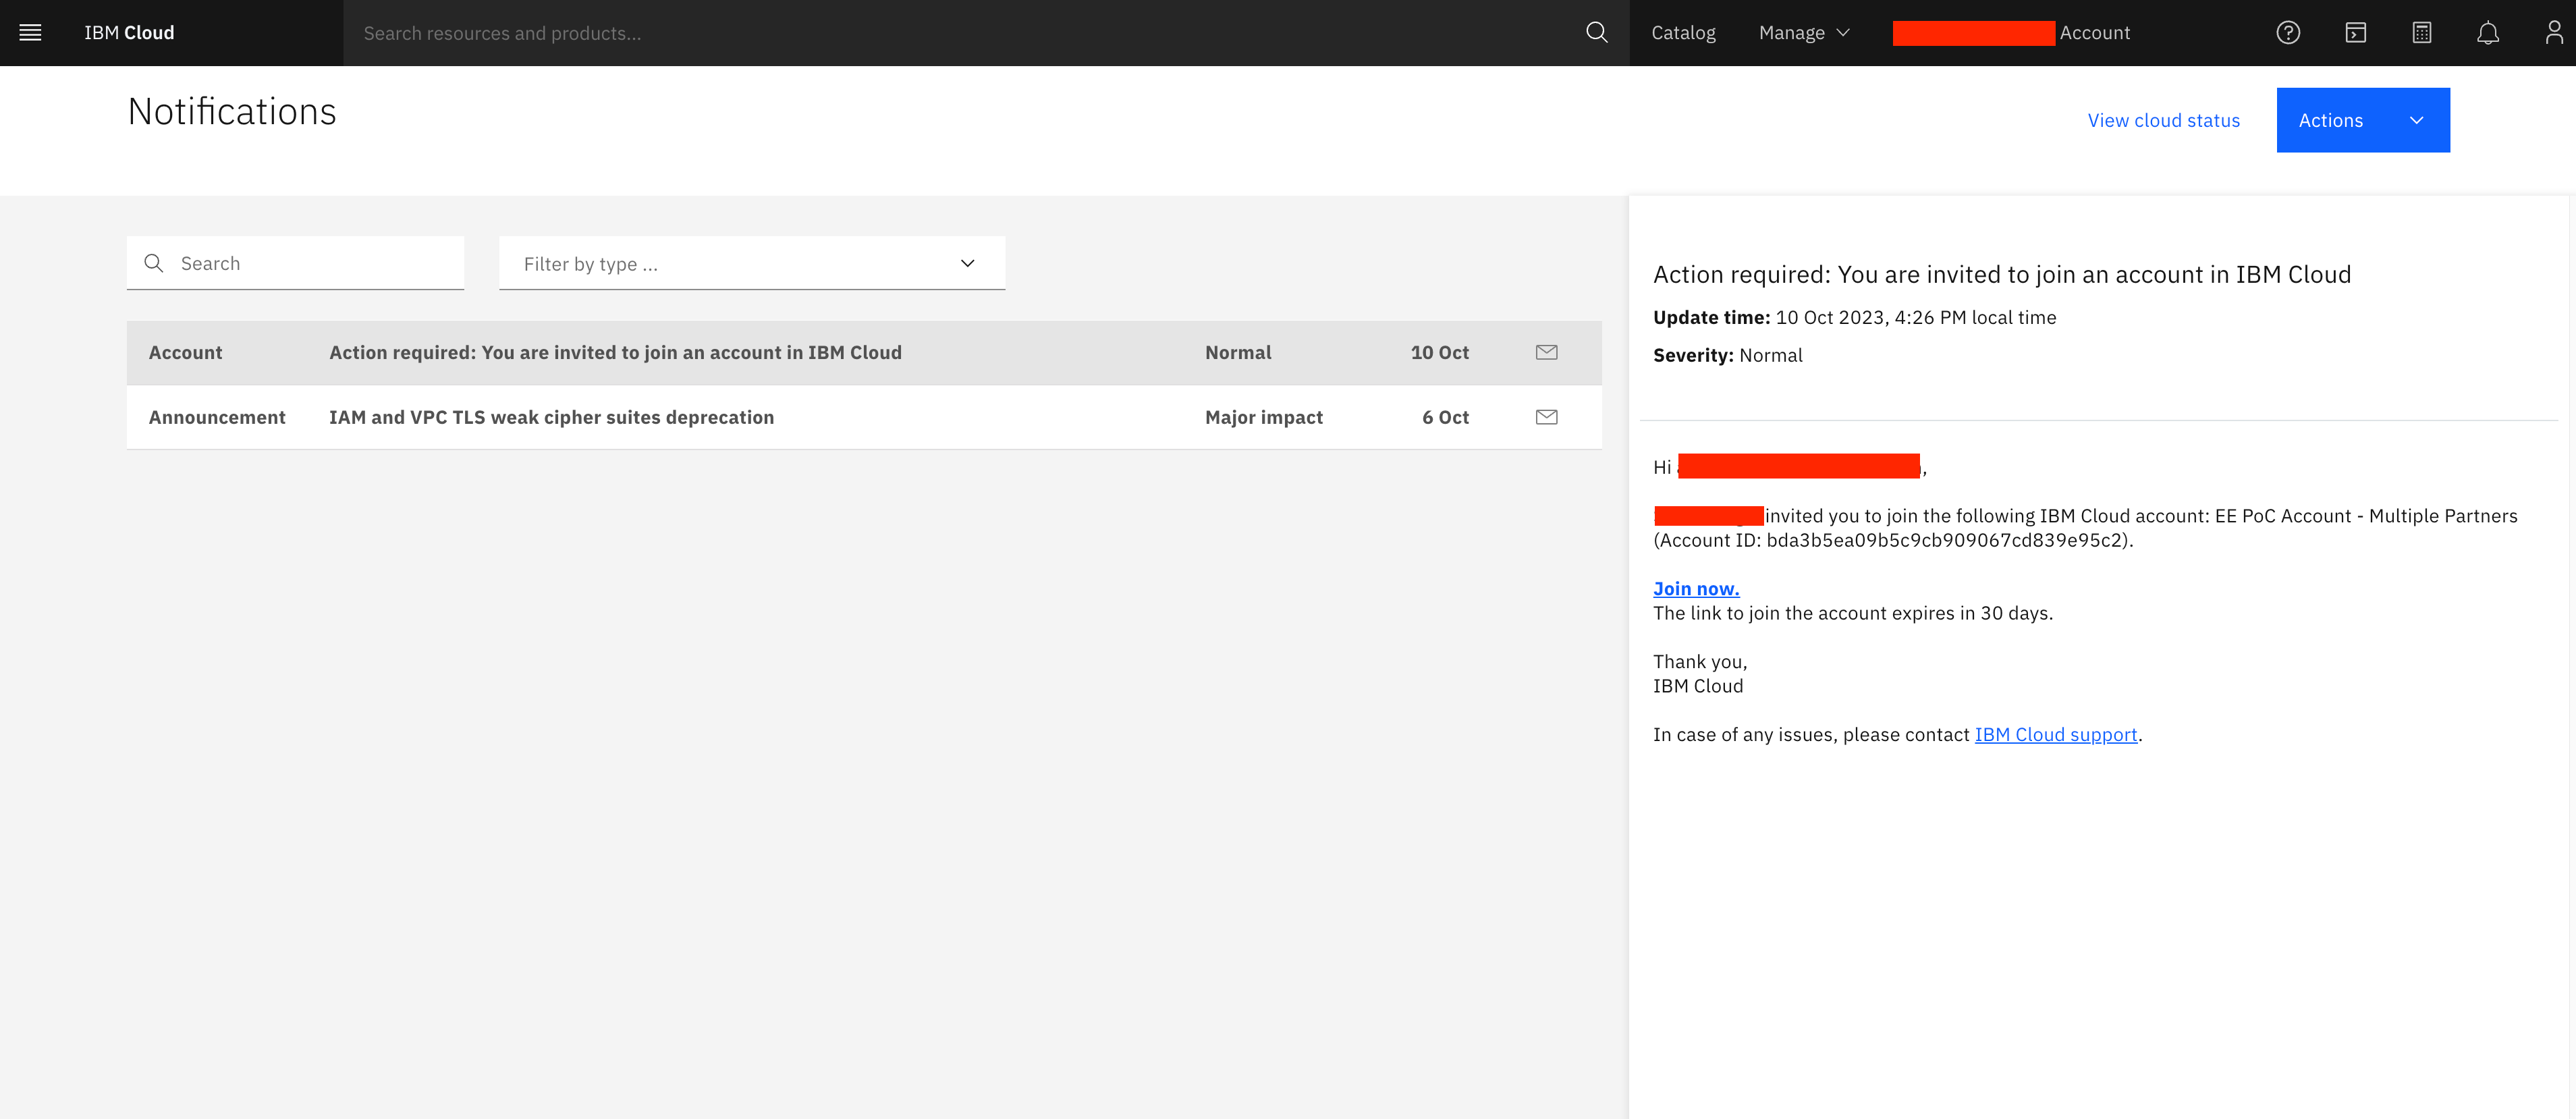 IBM Cloud
Search resources and products...
Catalog
Manage
Account
Notifications
View cloud status
Actions
Search
Filter by type ...
Account Action required: You are invited to join an account in IBM Cloud Normal 10 Oct
Announcement IAM and VPC TLS weak cipher suites deprecation Major impact 6 Oct
Action required: You are invited to join an account in IBM Cloud
Update time: 10 Oct 2023, 4:26 PM local time
Severity: Normal
Hi ,
invited you to join the following IBM Cloud account: EE PoC Account - Multiple Partners
(Account ID: bda3b5ea09b5c9cb909067cd839e95c2).
Join now.
The link to join the account expires in 30 days.
Thank you,
IBM Cloud
In case of any issues, please contact IBM Cloud support.